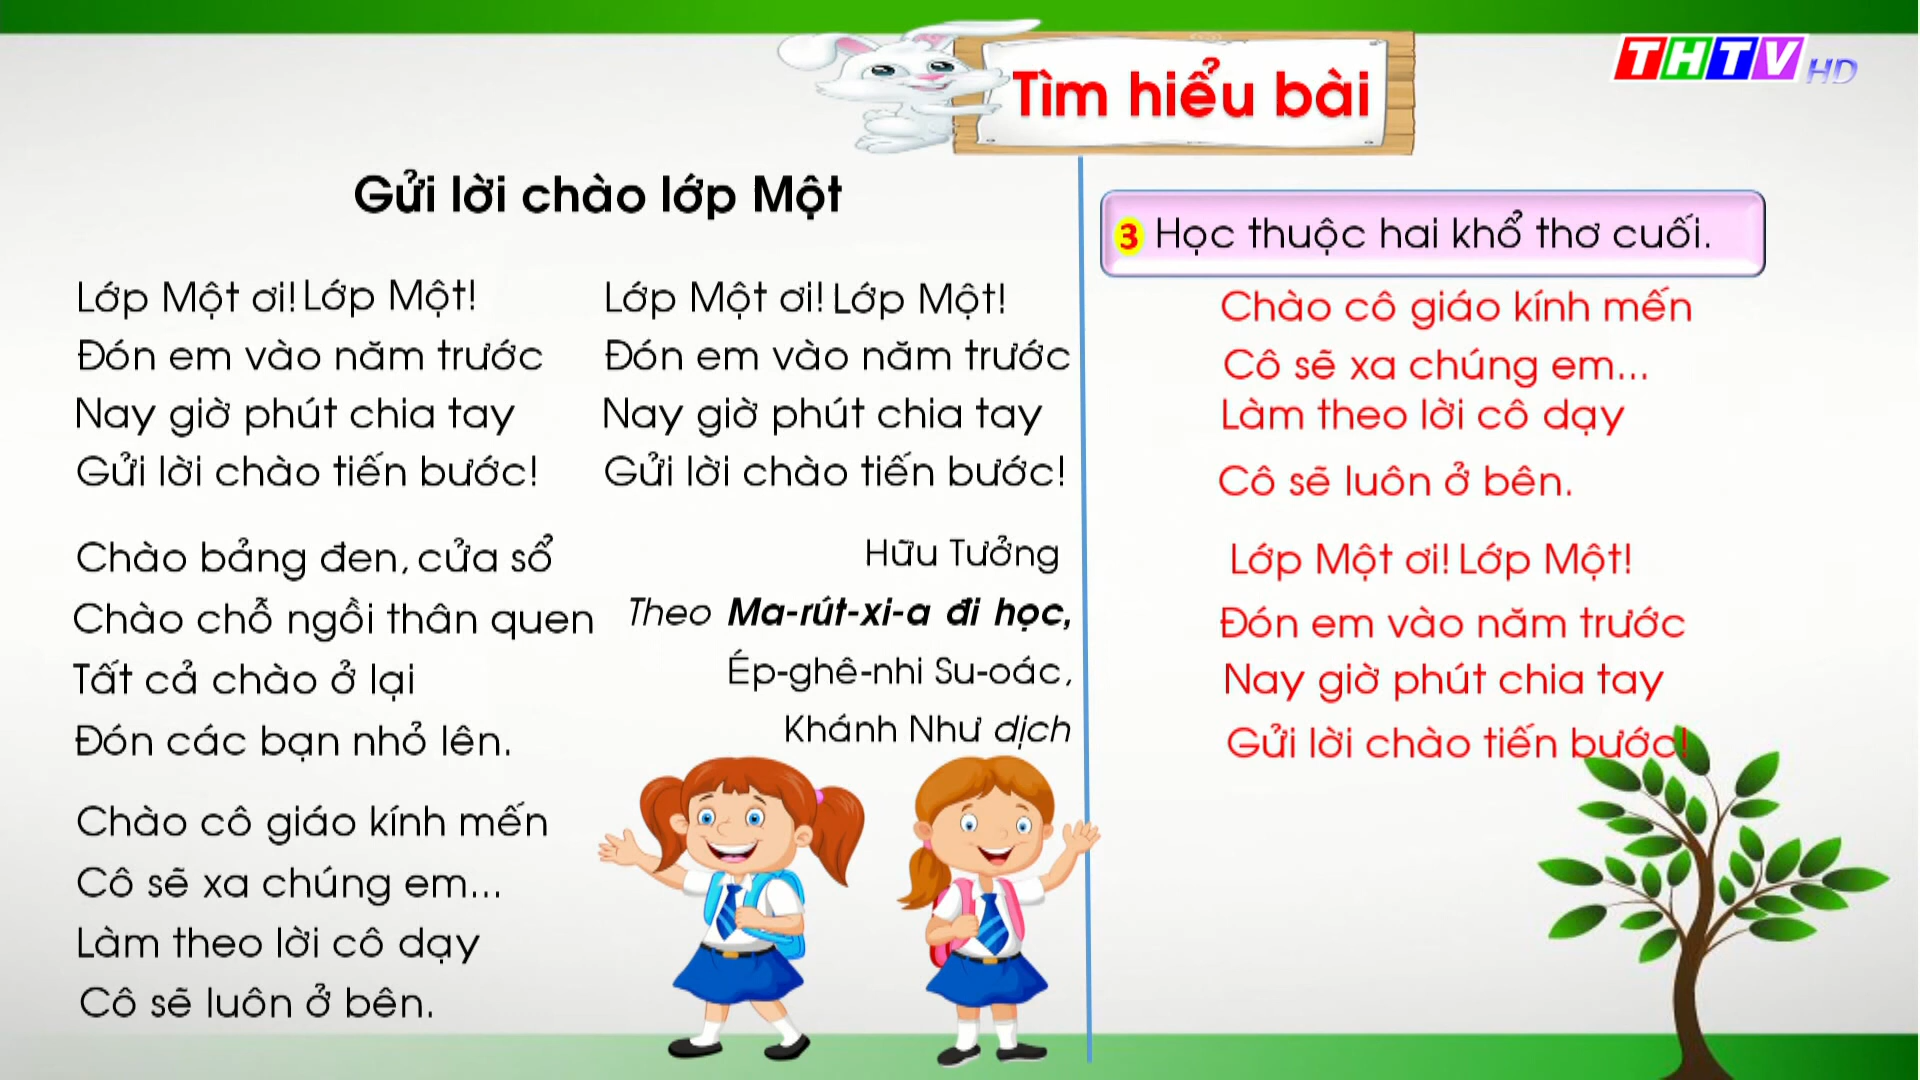 THTV HD
Tìm hiểu bài
Gửi lời chào lớp Một
Lớp Một ơi! Lớp Một!
Đón em vào năm trước
Nay giờ phút chia tay
Gửi lời chào tiến bước!
Chào bảng đen, cửa sổ
Chào chỗ ngồi thân quen
Tất cả chào ở lại
Đón các bạn nhỏ lên.
Chào cô giáo kính mến
Cô sẽ xa chúng em...
Làm theo lời cô dạy
Cô sẽ luôn ở bên.
Lớp Một ơi! Lớp Một!
Đón em vào năm trước
Nay giờ phút chia tay
Gửi lời chào tiến bước!
Hữu Tưởng
Theo Ma-rút-xi-a đi học,
Ép-ghê-nhi Su-oác,
Khánh Như dịch
3 Học thuộc hai khổ thơ cuối.
Chào cô giáo kính mến
Cô sẽ xa chúng em...
Làm theo lời cô dạy
Cô sẽ luôn ở bên.
Lớp Một ơi! Lớp Một!
Đón em vào năm trước
Nay giờ phút chia tay
Gửi lời chào tiến bước!